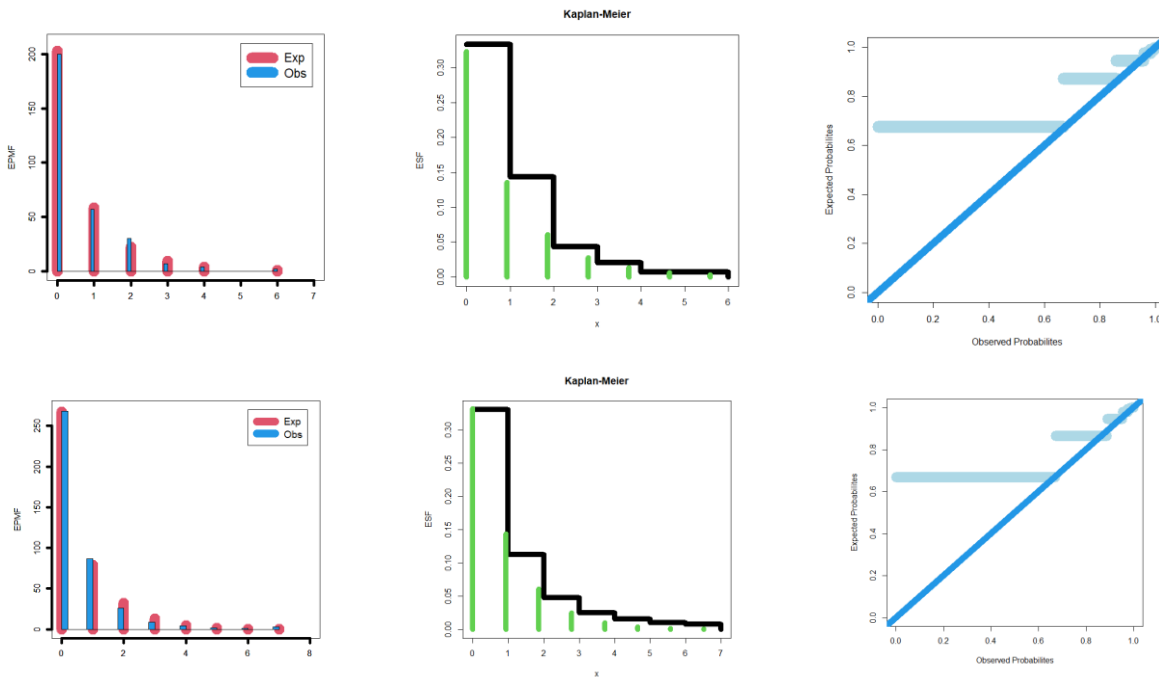 Kaplan-Meier
EPMF
0
50
100
150
200
0 1 2 3 4 5 6 7
Exp
Obs
ESF
0.00
0.05
0.10
0.15
0.20
0.25
0.30
0 1 2 3 4 5 6
x
Expected Probabilites
0.0
0.2
0.4
0.6
0.8
1.0
0.0 0.2 0.4 0.6 0.8 1.0
Observed Probabilites
Kaplan-Meier
EPMF
0
50
100
150
200
250
0 2 4 6 8
Exp
Obs
ESF
0.00
0.05
0.10
0.15
0.20
0.25
0.30
0 1 2 3 4 5 6 7
x
Expected Probabilites
0.0
0.2
0.4
0.6
0.8
1.0
0.0 0.2 0.4 0.6 0.8 1.0
Observed Probabilites